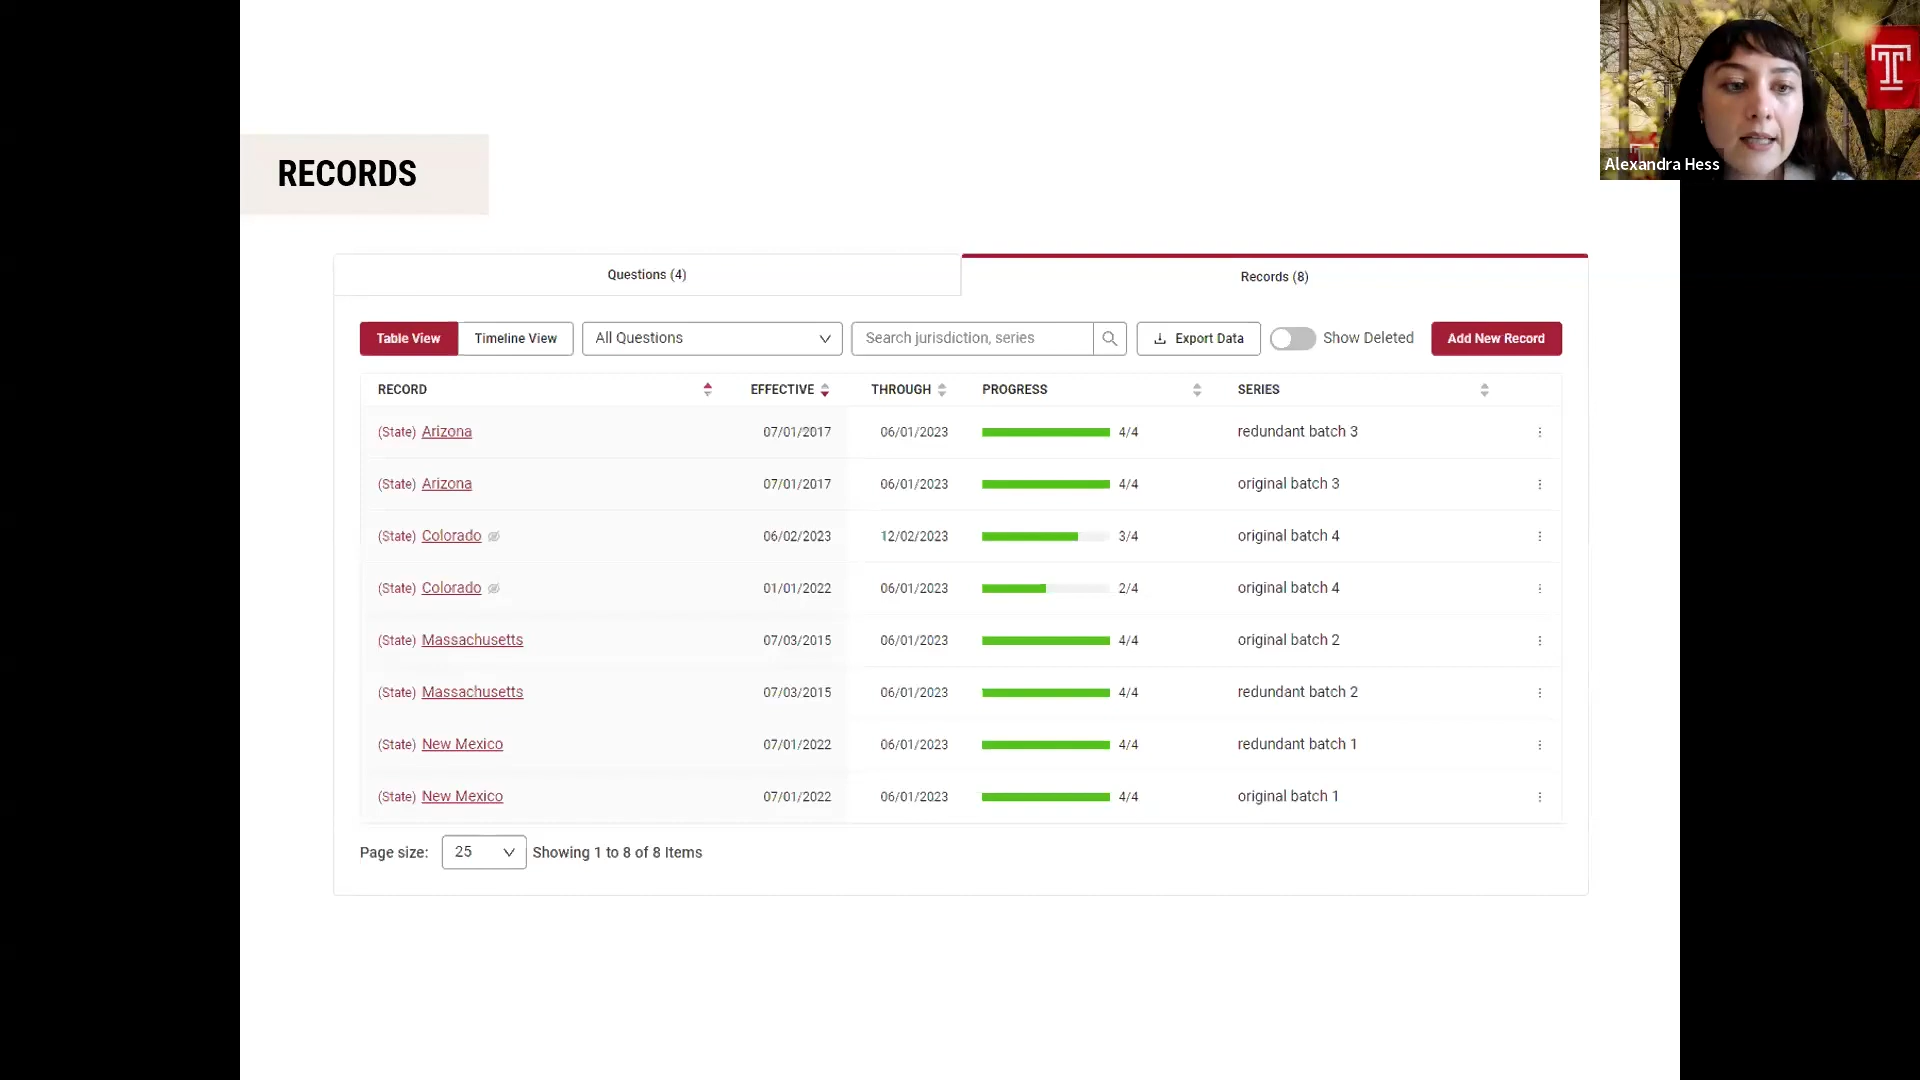 Alexandra Hess
RECORDS
Questions (4)
Records (8)
Table View Timeline View All Questions Search jurisdiction, series Export Data Show Deleted Add New Record
RECORD EFFECTIVE THROUGH PROGRESS SERIES
(State) Arizona 07/01/2017 06/01/2023 4/4 redundant batch 3
(State) Arizona 07/01/2017 06/01/2023 4/4 original batch 3
(State) Colorado 06/02/2023 12/02/2023 3/4 original batch 4
(State) Colorado 01/01/2022 06/01/2023 2/4 original batch 4
(State) Massachusetts 07/03/2015 06/01/2023 4/4 original batch 2
(State) Massachusetts 07/03/2015 06/01/2023 4/4 redundant batch 2
(State) New Mexico 07/01/2022 06/01/2023 4/4 redundant batch 1
(State) New Mexico 07/01/2022 06/01/2023 4/4 original batch 1
Page size: 25 Showing 1 to 8 of 8 Items